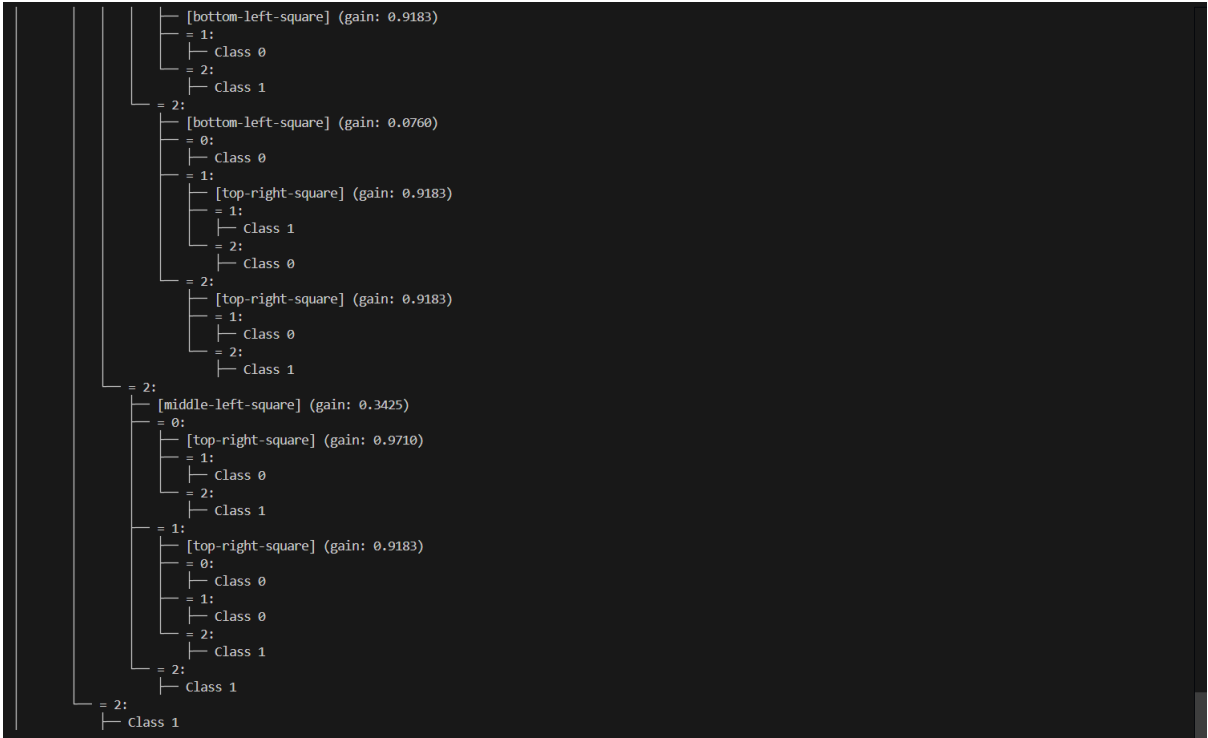 │       │   │   │   ├── [bottom-left-square] (gain: 0.9183)
│       │   │   │   ├── = 1:
│       │   │   │   │   ├── Class 0
│       │   │   │   └── = 2:
│       │   │   │       ├── Class 1
│       │   │   └── = 2:
│       │   │       ├── [bottom-left-square] (gain: 0.0760)
│       │   │       ├── = 0:
│       │   │       │   ├── Class 0
│       │   │       ├── = 1:
│       │   │       │   ├── [top-right-square] (gain: 0.9183)
│       │   │       │   ├── = 1:
│       │   │       │   │   ├── Class 1
│       │   │       │   └── = 2:
│       │   │       │       ├── Class 0
│       │   │       └── = 2:
│       │   │           ├── [top-right-square] (gain: 0.9183)
│       │   │           ├── = 1:
│       │   │           │   ├── Class 0
│       │   │           └── = 2:
│       │   │               ├── Class 1
│       │   └── = 2:
│       │       ├── [middle-left-square] (gain: 0.3425)
│       │       ├── = 0:
│       │       │   ├── [top-right-square] (gain: 0.9710)
│       │       │   ├── = 1:
│       │       │   │   ├── Class 0
│       │       │   └── = 2:
│       │       │       ├── Class 1
│       │       ├── = 1:
│       │       │   ├── [top-right-square] (gain: 0.9183)
│       │       │   ├── = 0:
│       │       │   │   ├── Class 0
│       │       │   ├── = 1:
│       │       │   │   ├── Class 0
│       │       │   └── = 2:
│       │       │       ├── Class 1
│       │       └── = 2:
│       │           ├── Class 1
│       └── = 2:
│           ├── Class 1